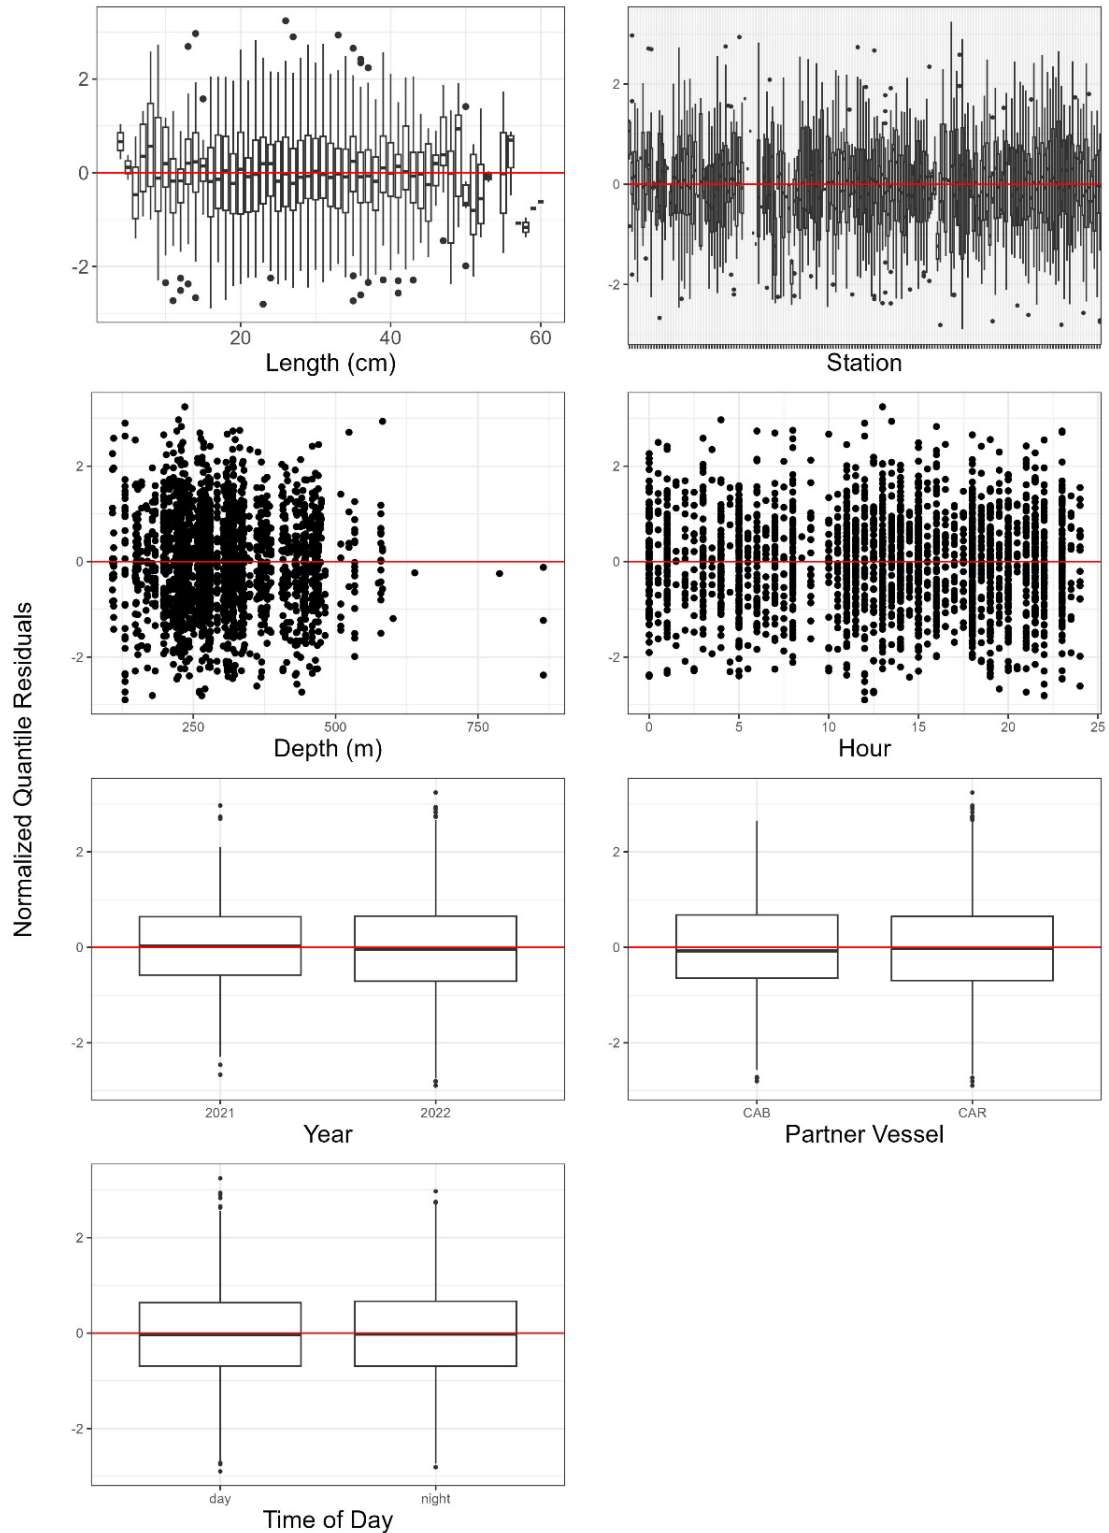 Normalized Quantile Residuals
2
0
-2
20
40
60
Length (cm)
2
0
-2
Station
2
0
-2
250
500
750
Depth (m)
2
0
-2
0
5
10
15
20
25
Hour
2
0
-2
2021
2022
Year
2
0
-2
CAB
CAR
Partner Vessel
2
0
-2
day
night
Time of Day